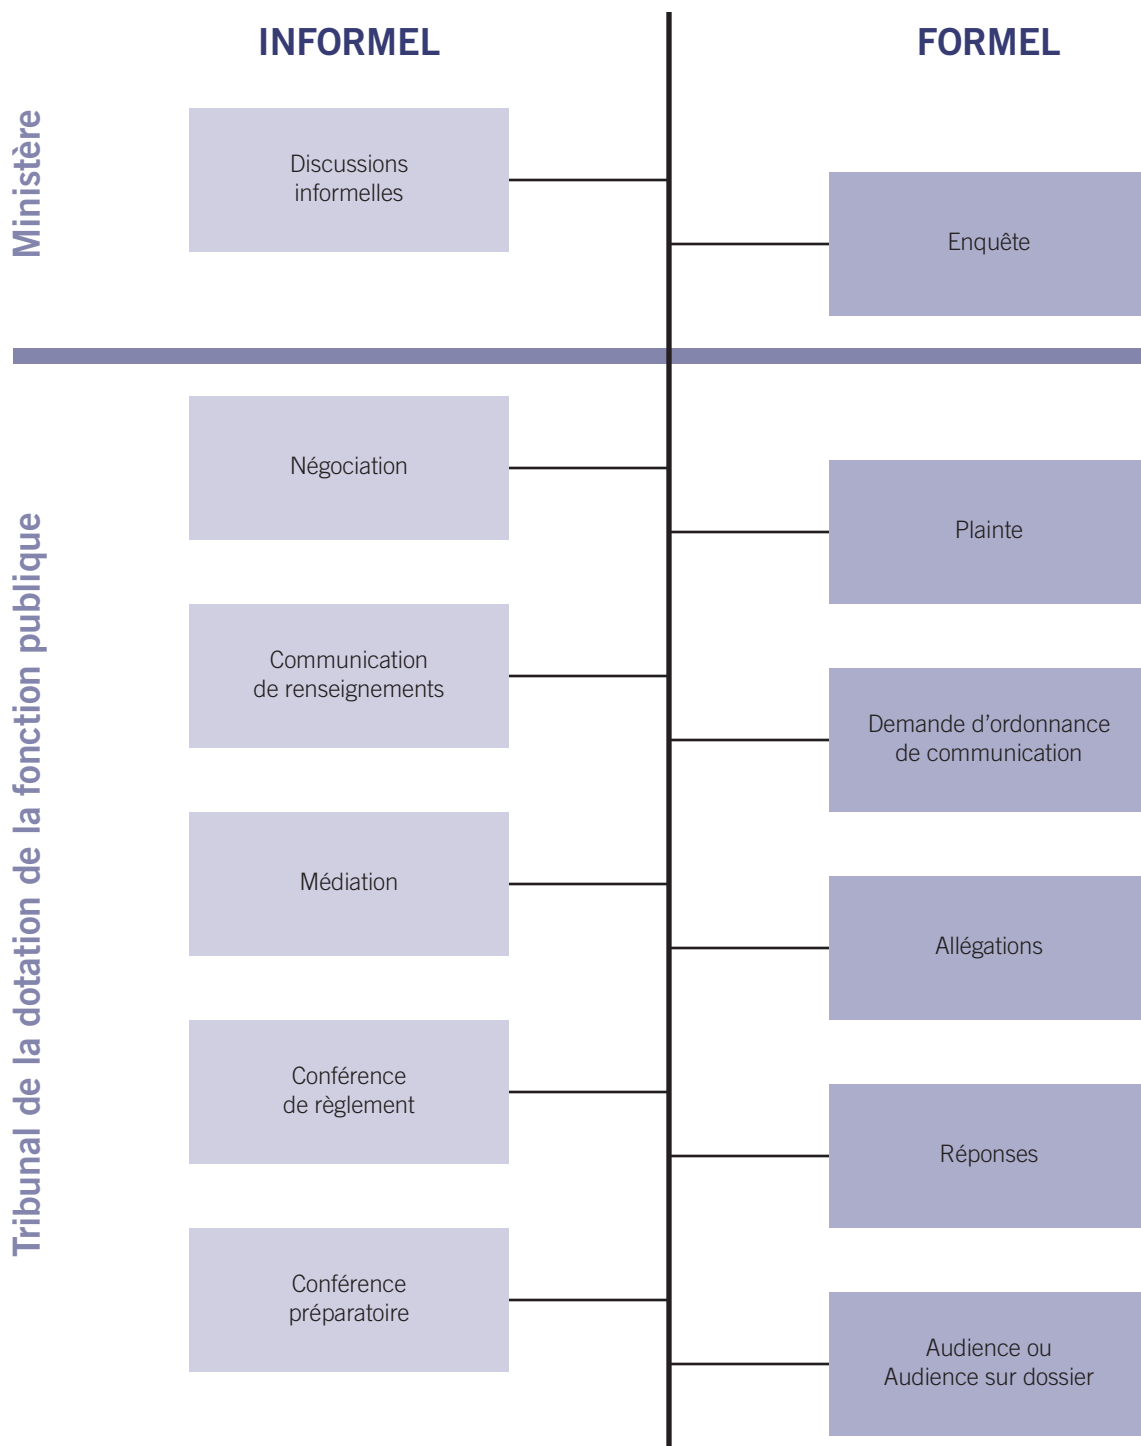 INFORMEL
FORMEL
Ministère
Discussions
informelles
Enquête
Tribunal de la dotation de la fonction publique
Négociation
Plainte
Communication
de renseignements
Demande d’ordonnance
de communication
Médiation
Allégations
Conférence
de règlement
Réponses
Conférence
préparatoire
Audience ou
Audience sur dossier